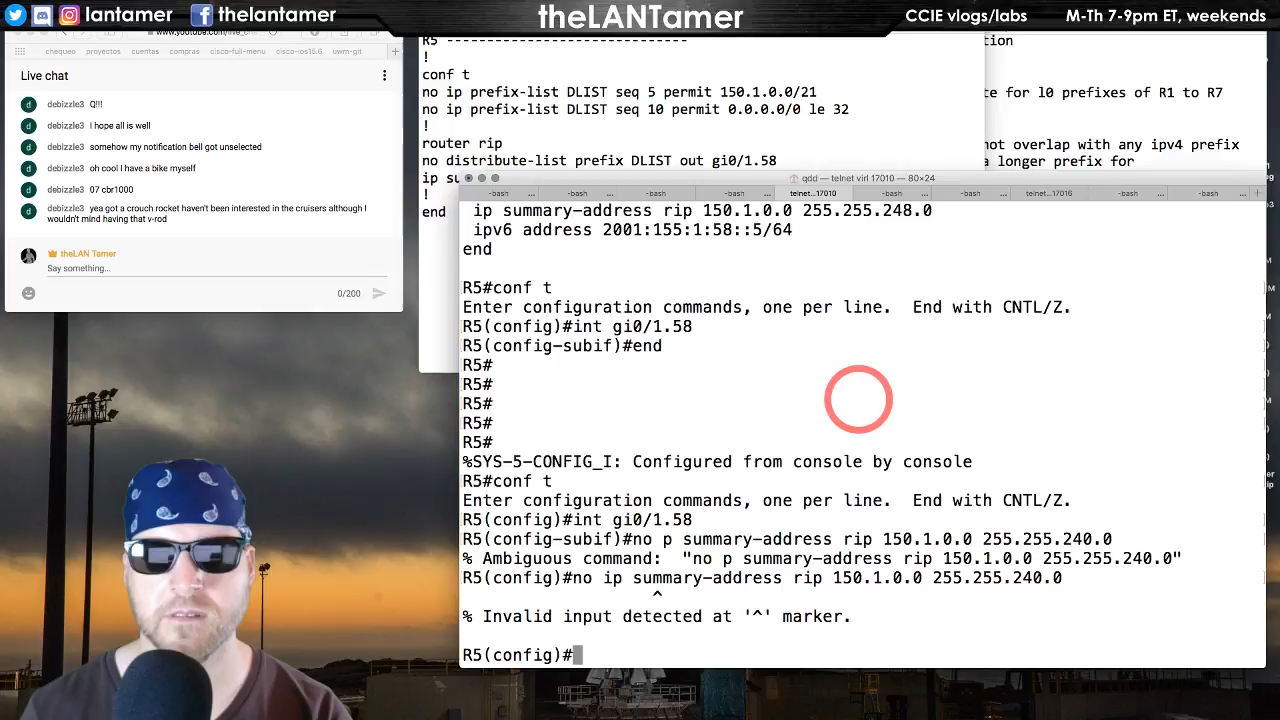 lantamer thelantamer
theLANTamer
CCIE vlogs/labs M-Th 7-9pm ET, weekends
chequeo proyectos cuentas compras cisco-full-menu cisco-ios15.6 uwm-git
Live chat
debizzle3 Q!!!
debizzle3 I hope all is well
debizzle3 somehow my notification bell got unselected
debizzle3 oh cool I have a bike myself
debizzle3 07 cbr1000
debizzle3 yea got a crouch rocket haven't been interested in the cruisers although I
wouldn't mind having that v-rod
theLAN Tamer
Say something...
0/200
R5 ------------------------------
!
conf t
no ip prefix-list DLIST seq 5 permit 150.1.0.0/21
no ip prefix-list DLIST seq 10 permit 0.0.0.0/0 le 32
!
router rip
no distribute-list prefix DLIST out gi0/1.58
ip su
!
end
tion
te for l0 prefixes of R1 to R7
not overlap with any ipv4 prefix
a longer prefix for
qdd — telnet virl 17010 — 80×24
-bash ... -bash ... -bash ... -bash ... telnet...17010 -bash ... -bash ... telnet...17016 -bash ... -bash ...
ip summary-address rip 150.1.0.0 255.255.248.0
ipv6 address 2001:155:1:58::5/64
end
R5#conf t
Enter configuration commands, one per line. End with CNTL/Z.
R5(config)#int gi0/1.58
R5(config-subif)#end
R5#
R5#
R5#
R5#
R5#
%SYS-5-CONFIG_I: Configured from console by console
R5#conf t
Enter configuration commands, one per line. End with CNTL/Z.
R5(config)#int gi0/1.58
R5(config-subif)#no p summary-address rip 150.1.0.0 255.255.240.0
% Ambiguous command: "no p summary-address rip 150.1.0.0 255.255.240.0"
R5(config)#no ip summary-address rip 150.1.0.0 255.255.240.0
^
% Invalid input detected at '^' marker.
R5(config)#